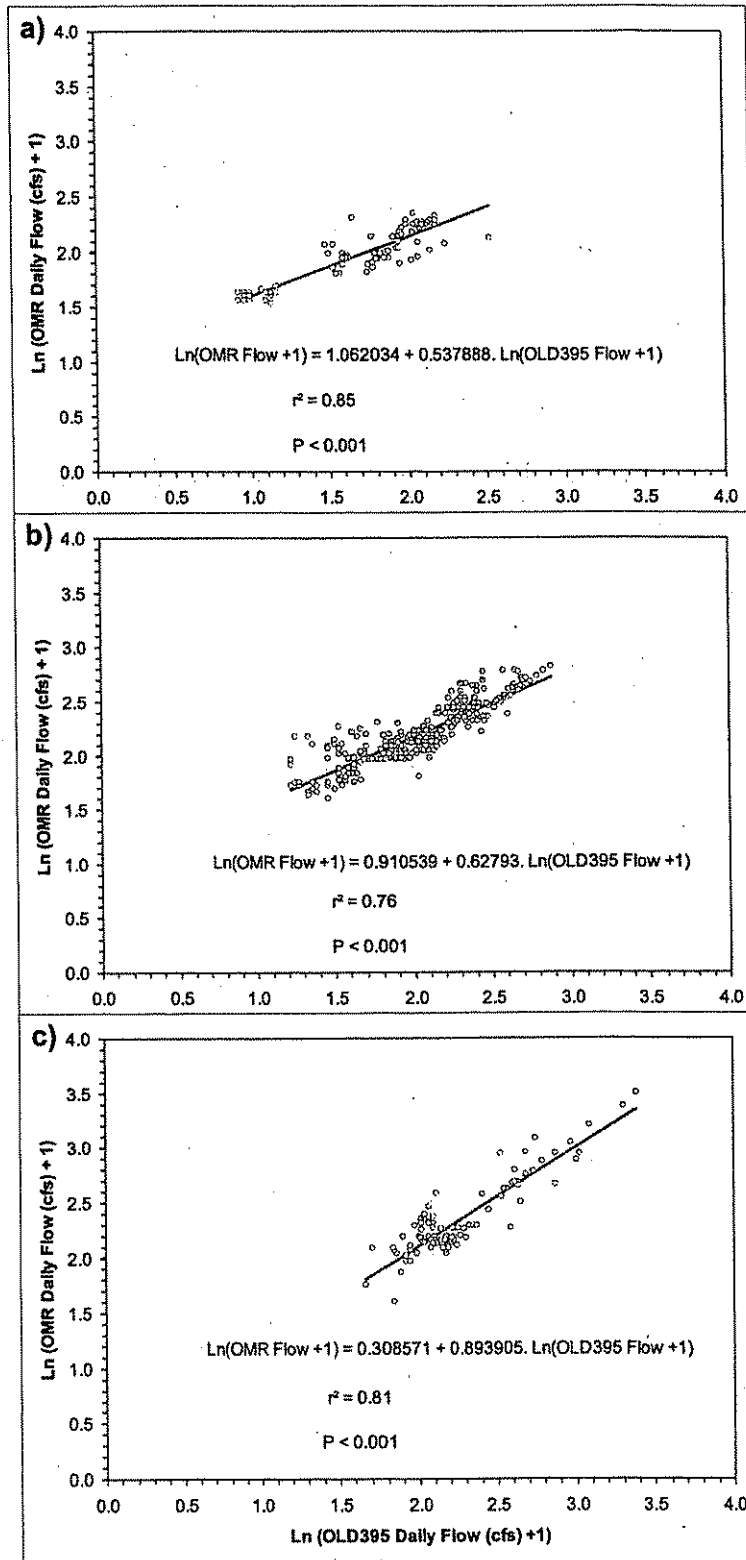 a)
4.0
3.5
3.0
2.5
2.0
1.5
1.0
0.5
0.0
Ln (OMR Daily Flow (cfs) + 1)
Ln(OMR Flow +1) = 1.062034 + 0.537888. Ln(OLD395 Flow +1)
r² = 0.85
P < 0.001
0.0 0.5 1.0 1.5 2.0 2.5 3.0 3.5 4.0
b)
4.0
3.5
3.0
2.5
2.0
1.5
1.0
0.5
0.0
Ln (OMR Daily Flow (cfs) + 1)
Ln(OMR Flow +1) = 0.910539 + 0.62793. Ln(OLD395 Flow +1)
r² = 0.76
P < 0.001
0.0 0.5 1.0 1.5 2.0 2.5 3.0 3.5 4.0
c)
4.0
3.5
3.0
2.5
2.0
1.5
1.0
0.5
0.0
Ln (OMR Daily Flow (cfs) + 1)
Ln(OMR Flow +1) = 0.308571 + 0.893905. Ln(OLD395 Flow +1)
r² = 0.81
P < 0.001
0.0 0.5 1.0 1.5 2.0 2.5 3.0 3.5 4.0
Ln (OLD395 Daily Flow (cfs) +1)